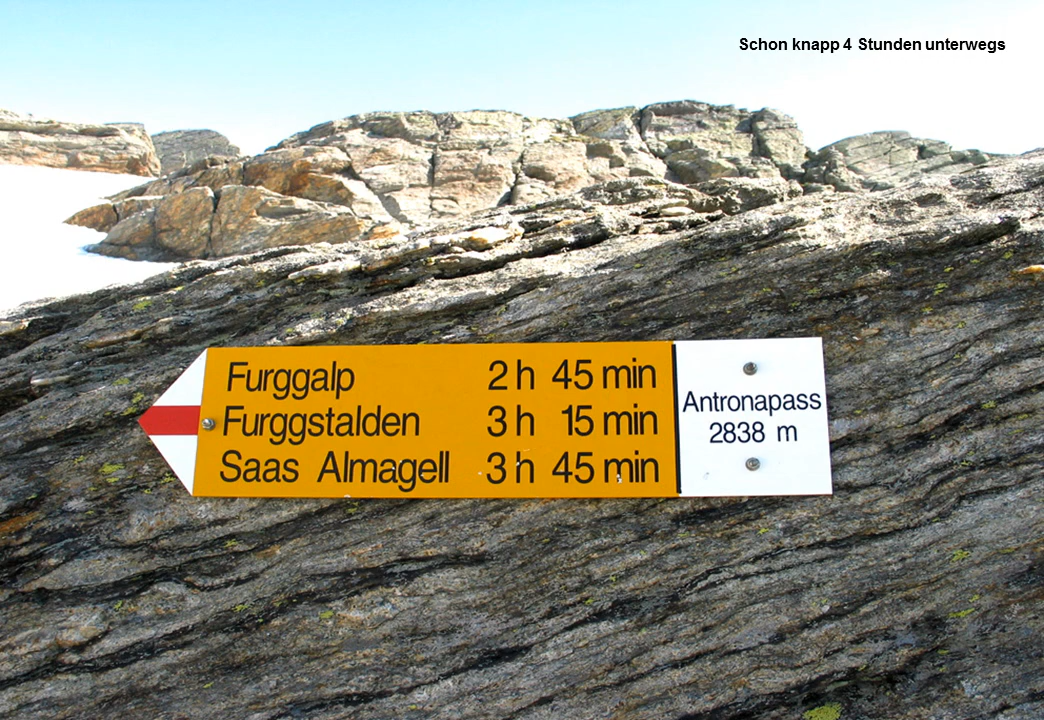 Schon knapp 4 Stunden unterwegs
Furggalp 2 h 45 min
Furggstalden 3 h 15 min
Saas Almagell 3 h 45 min
Antronapass
2838 m